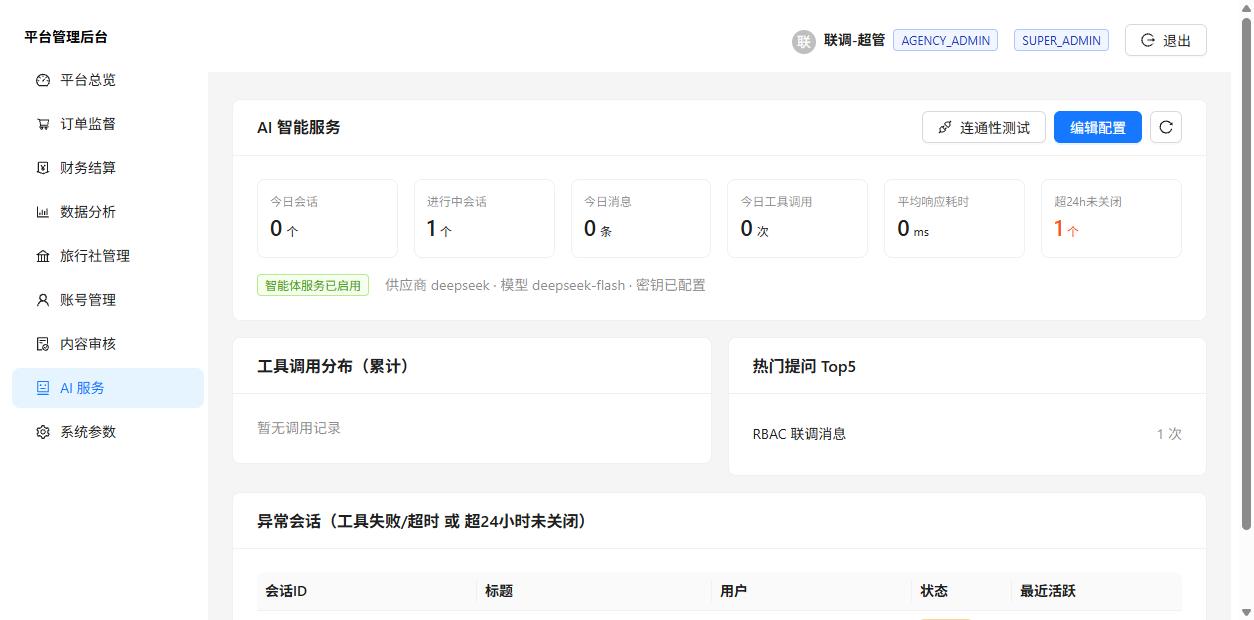 平台管理后台
联 联调-超管 AGENCY_ADMIN SUPER_ADMIN 退出
平台总览
订单监督
财务结算
数据分析
旅行社管理
账号管理
内容审核
AI 服务
系统参数
AI 智能服务 连通性测试 编辑配置
今日会话 进行中会话 今日消息 今日工具调用 平均响应耗时 超24h未关闭
0 个 1 个 0 条 0 次 0 ms 1 个
智能体服务已启用 供应商 deepseek · 模型 deepseek-flash · 密钥已配置
工具调用分布（累计） 热门提问 Top5
暂无调用记录 RBAC 联调消息 1 次
异常会话（工具失败/超时 或 超24小时未关闭）
会话ID 标题 用户 状态 最近活跃